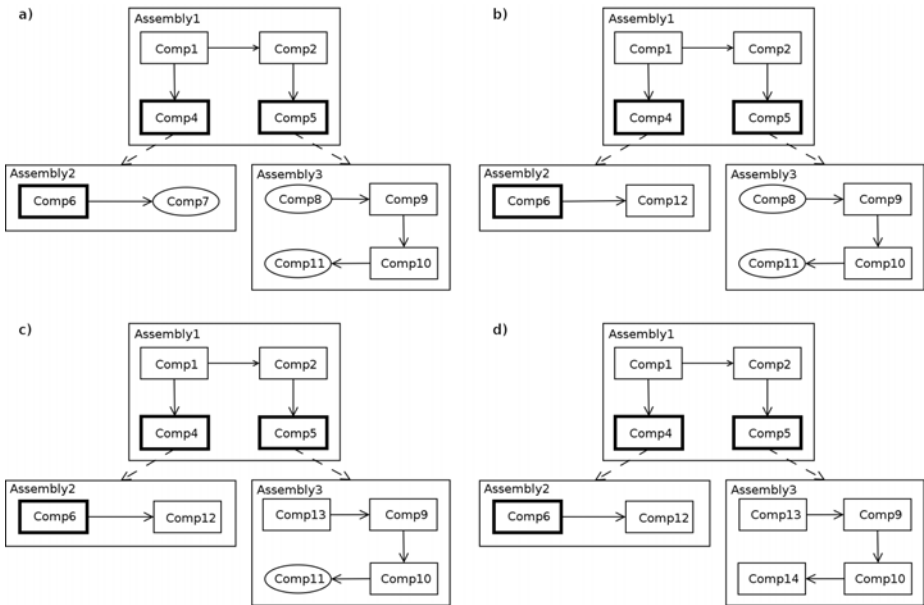 a)
Assembly1
Comp1 Comp2
Comp4 Comp5
Assembly2
Comp6 Comp7
Assembly3
Comp8 Comp9
Comp11 Comp10
b)
Assembly1
Comp1 Comp2
Comp4 Comp5
Assembly2
Comp6 Comp12
Assembly3
Comp8 Comp9
Comp11 Comp10
c)
Assembly1
Comp1 Comp2
Comp4 Comp5
Assembly2
Comp6 Comp12
Assembly3
Comp13 Comp9
Comp11 Comp10
d)
Assembly1
Comp1 Comp2
Comp4 Comp5
Assembly2
Comp6 Comp12
Assembly3
Comp13 Comp9
Comp14 Comp10